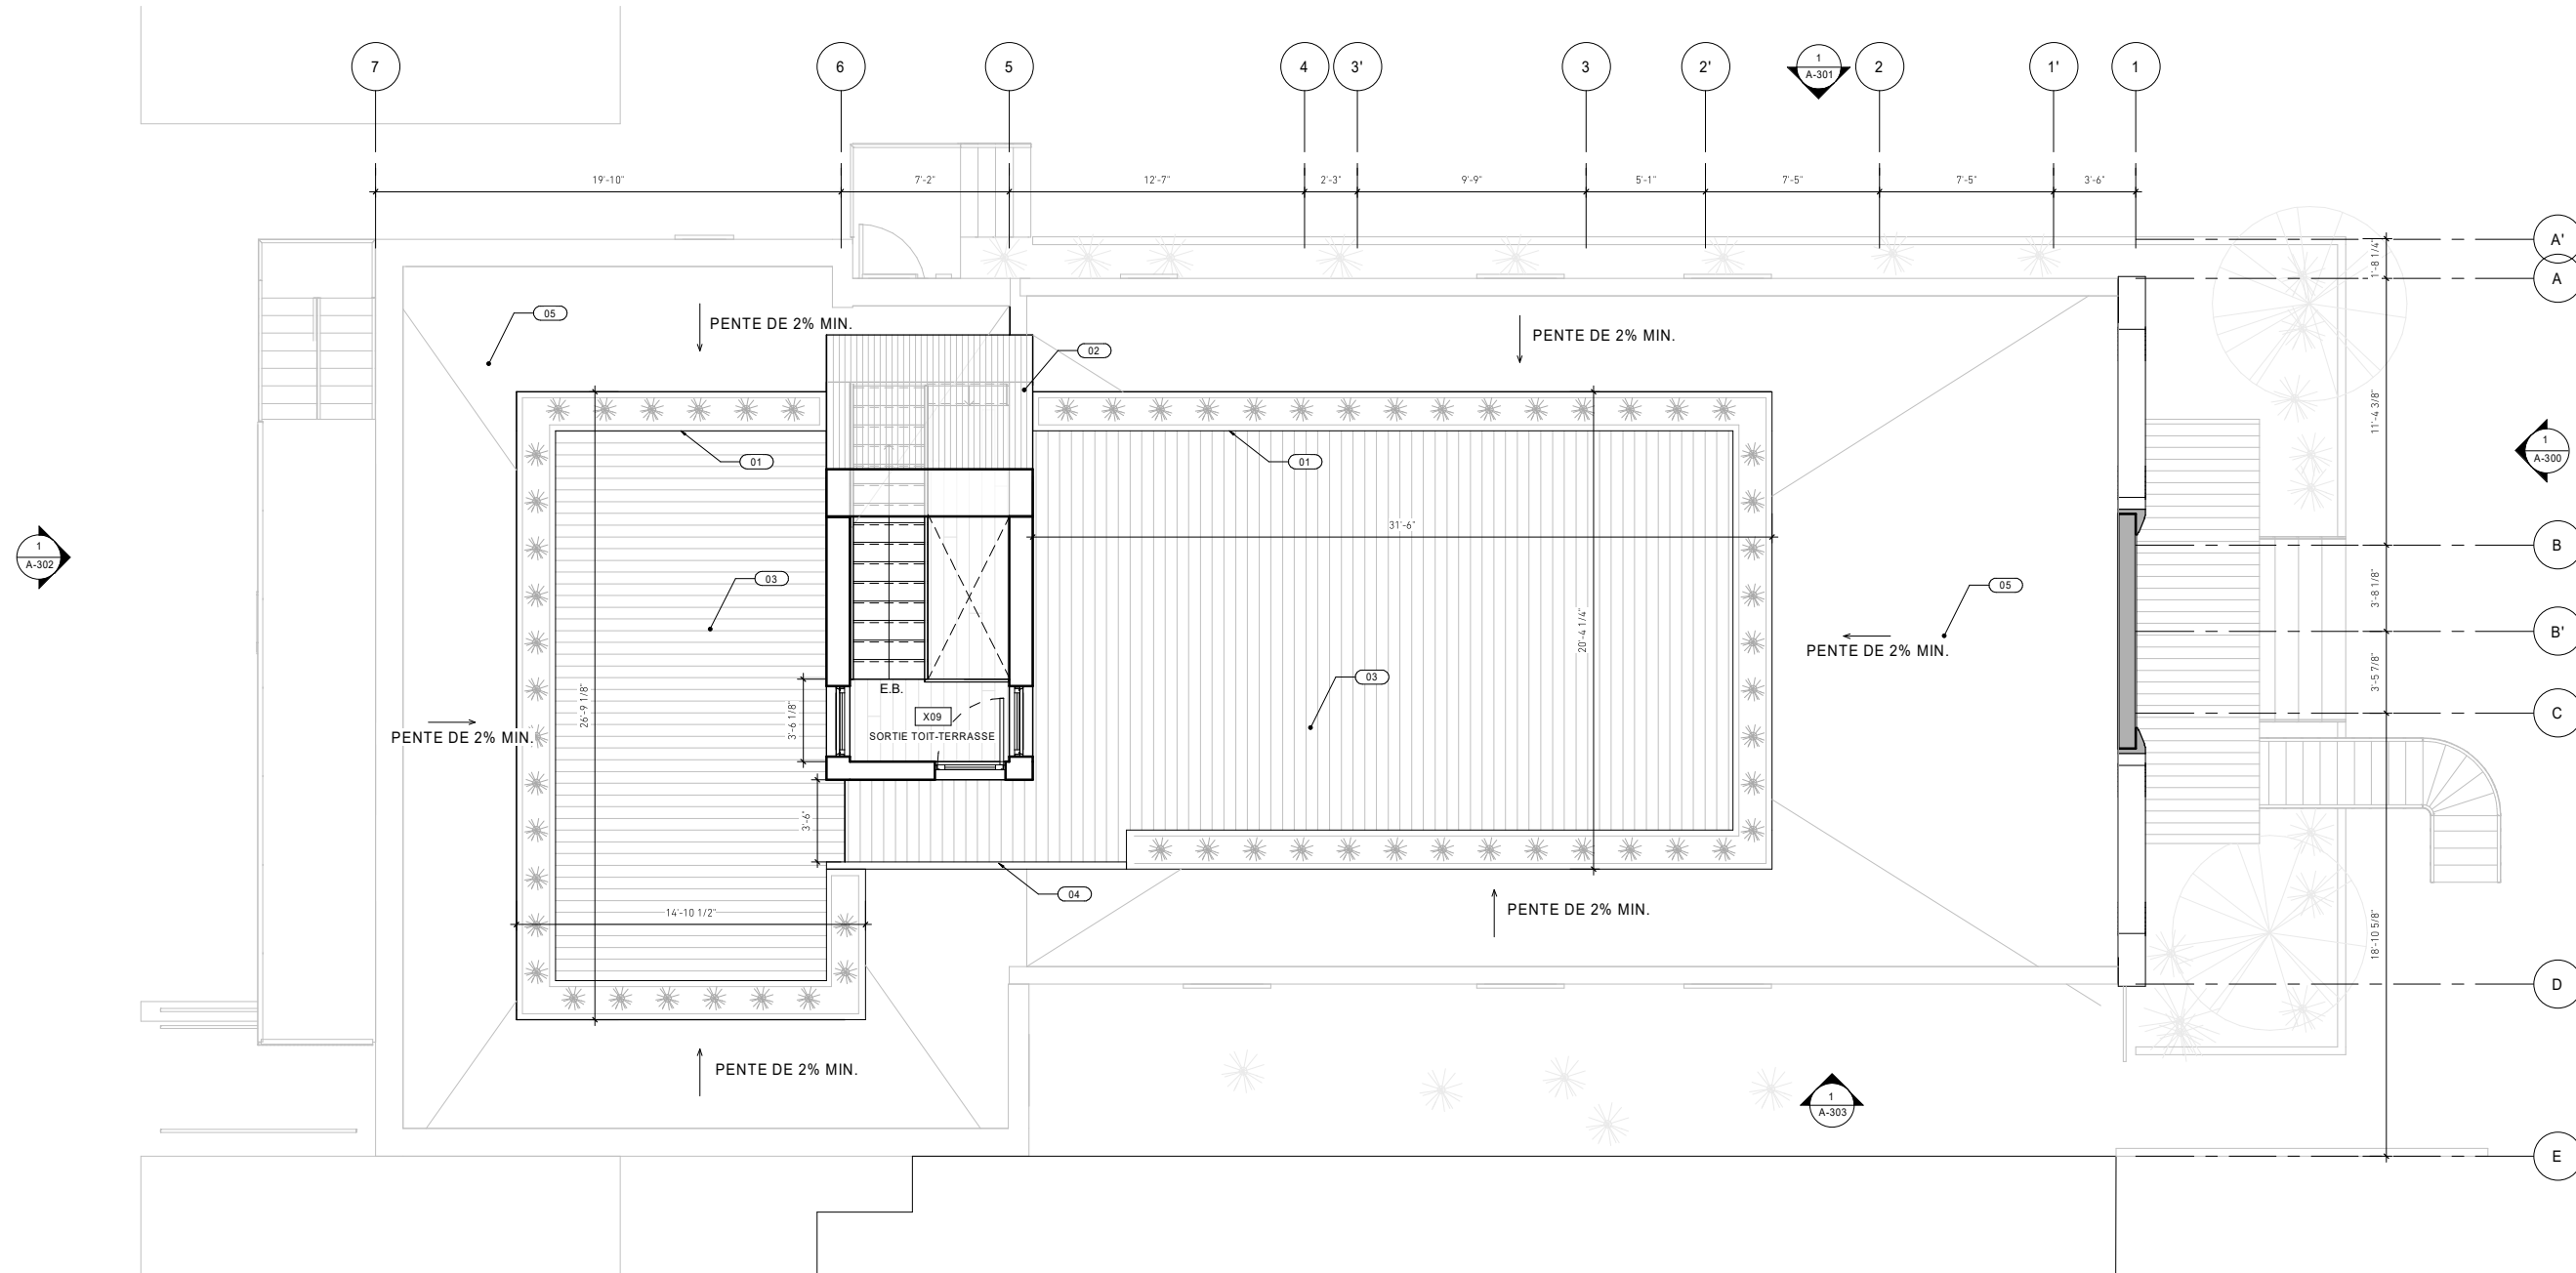 7
6
5
4
3'
3
2'
1
A-301
2
1'
1
19'-10"
7'-2"
12'-7"
2'-3"
9'-9"
5'-1"
7'-5"
7'-5"
3'-6"
A'
1'-8 1/4"
A
05
PENTE DE 2% MIN.
PENTE DE 2% MIN.
02
11'-4 3/8"
01
01
1
A-300
31'-6"
1
A-302
B
03
05
3'-8 1/8"
20'-4 1/4"
B'
PENTE DE 2% MIN.
03
3'-5 7/8"
E.B.
26'-9 1/8"
3'-6 1/8"
X09
C
SORTIE TOIT-TERRASSE
PENTE DE 2% MIN.
3'-6"
04
14'-10 1/2"
PENTE DE 2% MIN.
18'-10 5/8"
D
PENTE DE 2% MIN.
1
A-303
E